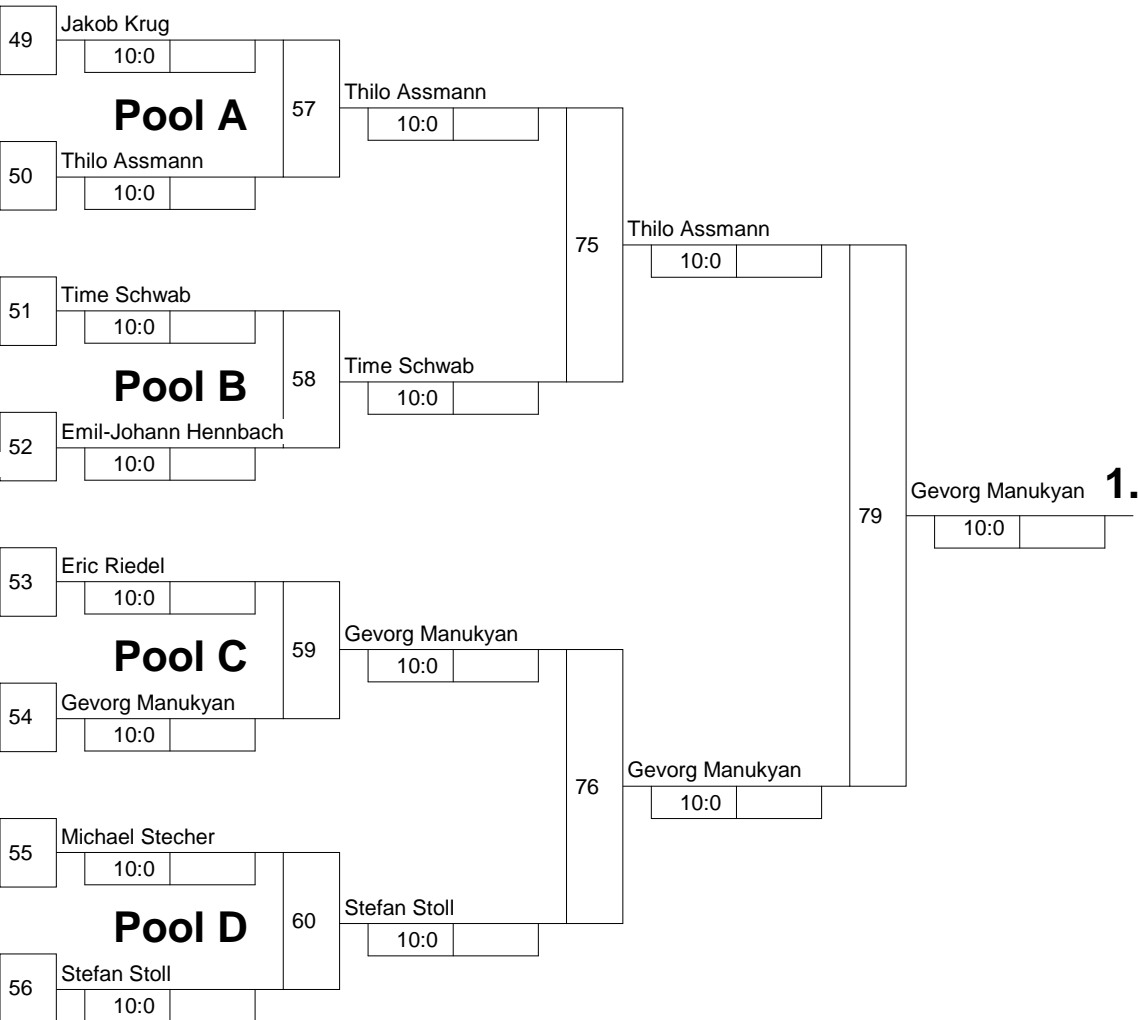 49
Jakob Krug
10:0
Pool A
57
Thilo Assmann
10:0
50
Thilo Assmann
10:0
75
Thilo Assmann
10:0
51
Time Schwab
10:0
Pool B
58
Time Schwab
10:0
52
Emil-Johann Hennbach
10:0
79
Gevorg Manukyan 1.
10:0
53
Eric Riedel
10:0
Pool C
59
Gevorg Manukyan
10:0
54
Gevorg Manukyan
10:0
76
Gevorg Manukyan
10:0
55
Michael Stecher
10:0
Pool D
60
Stefan Stoll
10:0
56
Stefan Stoll
10:0